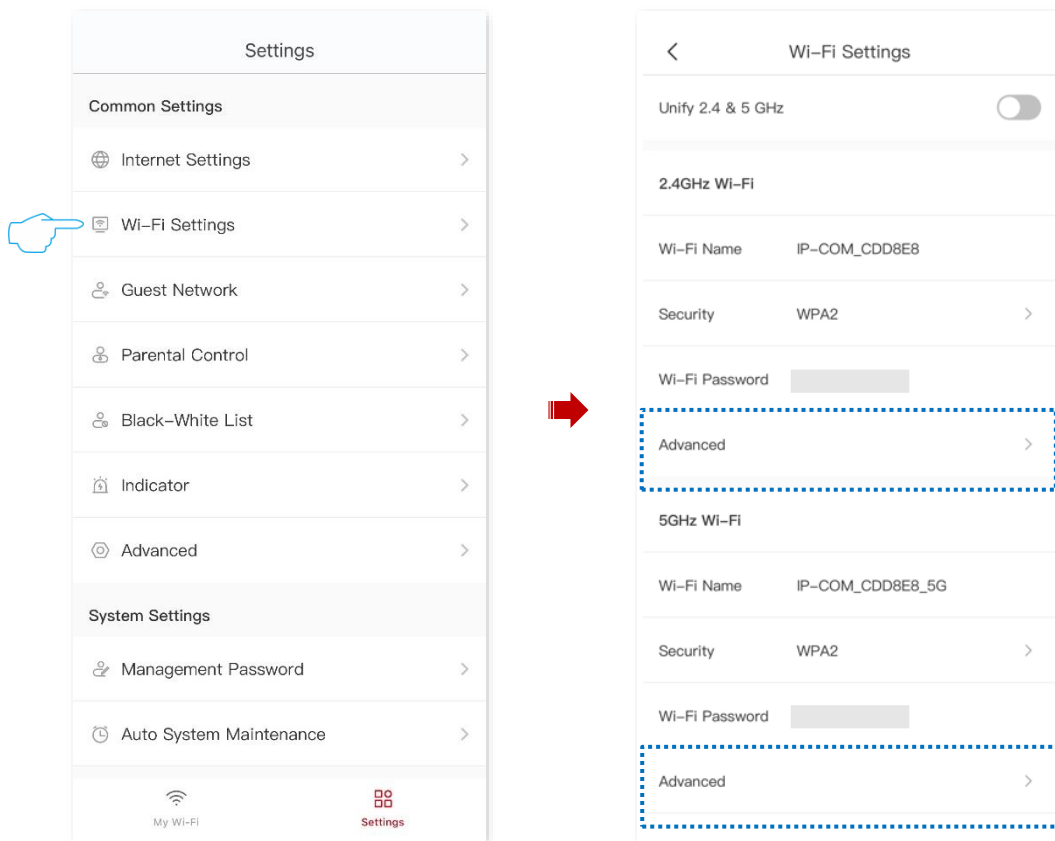 Settings
Common Settings
Internet Settings
Wi-Fi Settings
Guest Network
Parental Control
Black-White List
Indicator
Advanced
System Settings
Management Password
Auto System Maintenance
My Wi-Fi
Settings
Wi-Fi Settings
Unify 2.4 & 5 GHz
2.4GHz Wi-Fi
Wi-Fi Name IP-COM_CDD8E8
Security WPA2
Wi-Fi Password
Advanced
5GHz Wi-Fi
Wi-Fi Name IP-COM_CDD8E8_5G
Security WPA2
Wi-Fi Password
Advanced